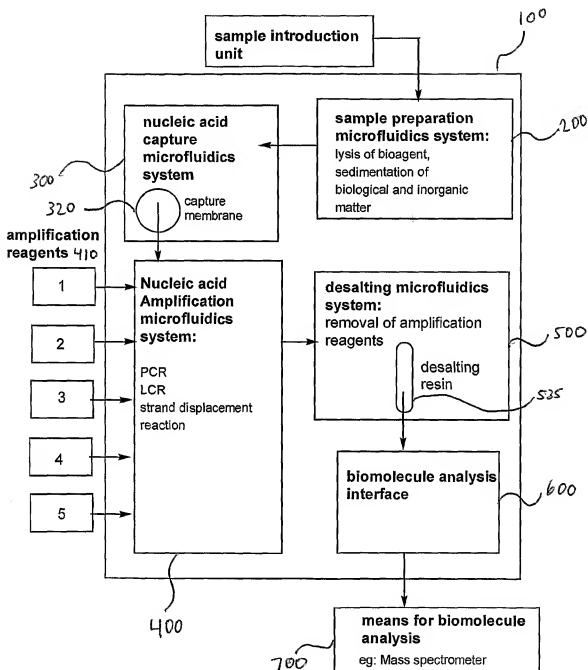 sample introduction
unit
100
nucleic acid
capture
microfluidics
system
300
320
capture
membrane
sample preparation
microfluidics system:
lysis of bioagent,
sedimentation of
biological and inorganic
matter
200
amplification
reagents 410
1
2
3
4
5
Nucleic acid
Amplification
microfluidics
system:
PCR
LCR
strand displacement
reaction
400
desalting microfluidics
system:
removal of amplification
reagents
desalting
resin
500
535
biomolecule analysis
interface
600
means for biomolecule
analysis
eg: Mass spectrometer
700